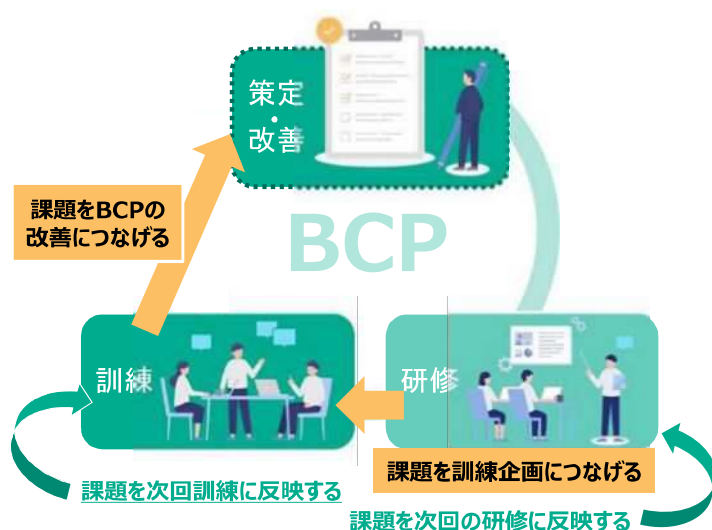 策定
・
改善
課題をBCPの
改善につなげる
BCP
訓練
研修
課題を訓練企画につなげる
課題を次回訓練に反映する
課題を次回の研修に反映する